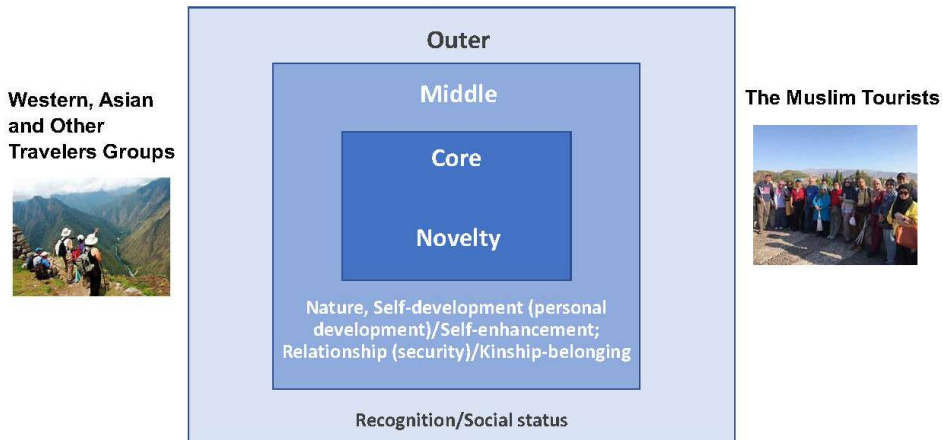 Outer
Middle
Western, Asian
and Other
Travelers Groups
The Muslim Tourists
Core
Novelty
Nature, Self-development (personal
development)/Self-enhancement;
Relationship (security)/Kinship-belonging
Recognition/Social status